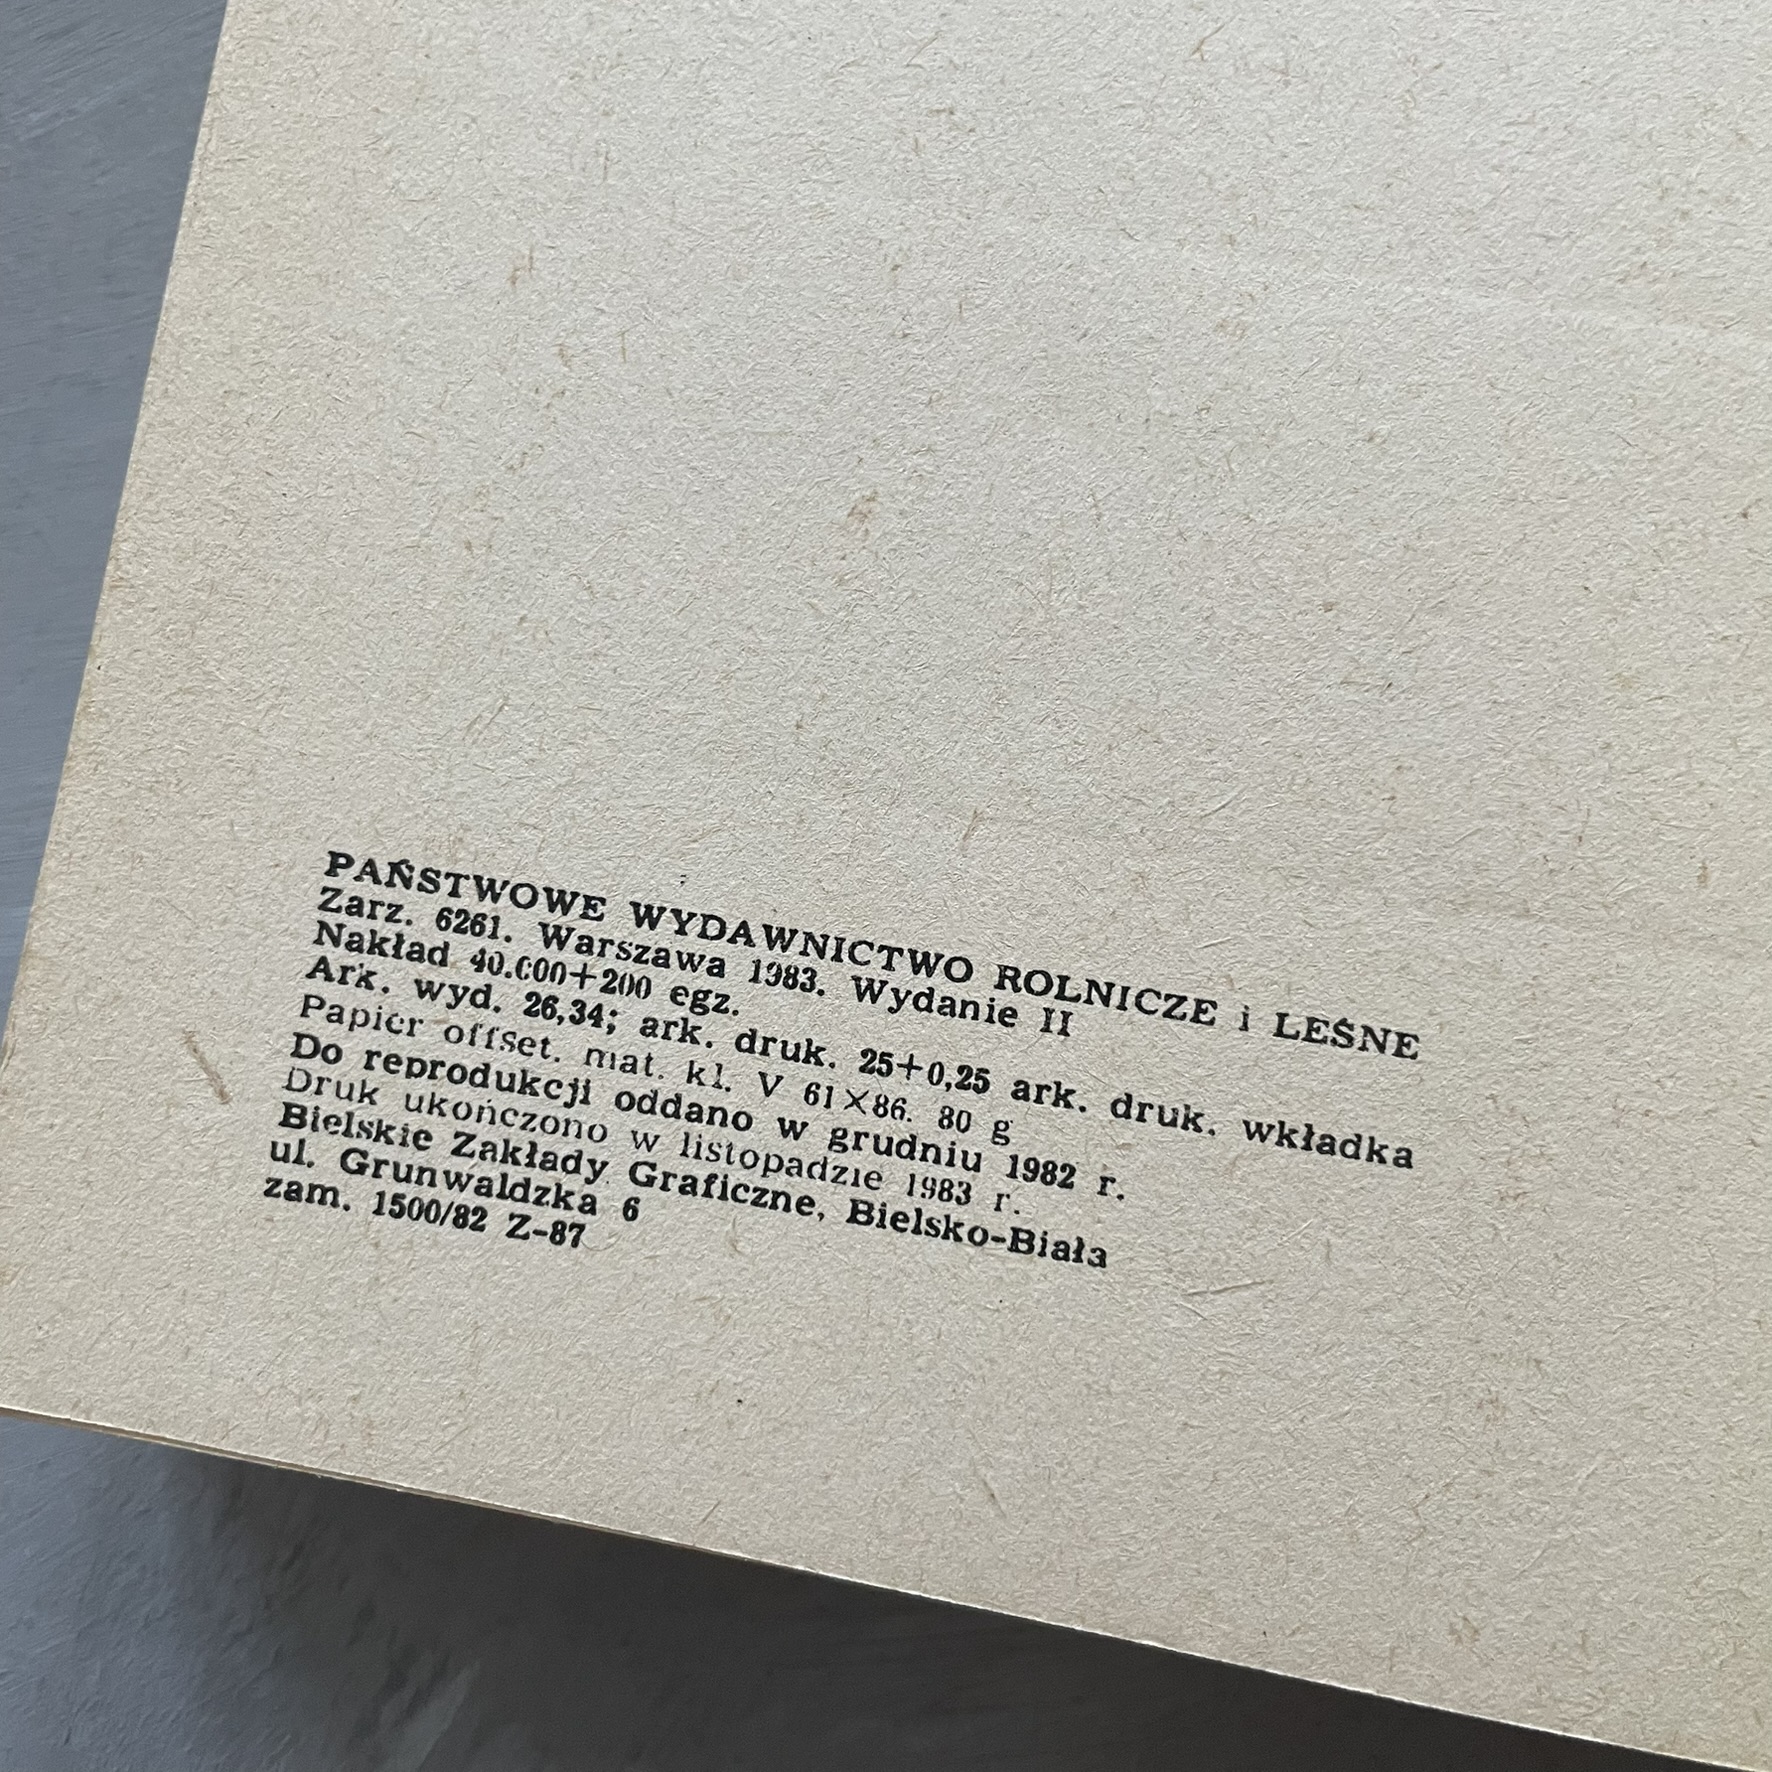 PAŃSTWOWE WYDAWNICTWO ROLNICZE i LEŚNE
Zarz. 6261. Warszawa 1983. Wydanie II
Nakład 40.000+200 egz.
Ark. wyd. 26,34; ark. druk. 25+0,25 ark. druk. wkładka
Papier offset. mat. kl. V 61×86. 80 g
Do reprodukcji oddano w grudniu 1982 r.
Druk ukończono w listopadzie 1983 r.
Bielskie Zakłady Graficzne, Bielsko-Biała
ul. Grunwaldzka 6
zam. 1500/82 Z-87